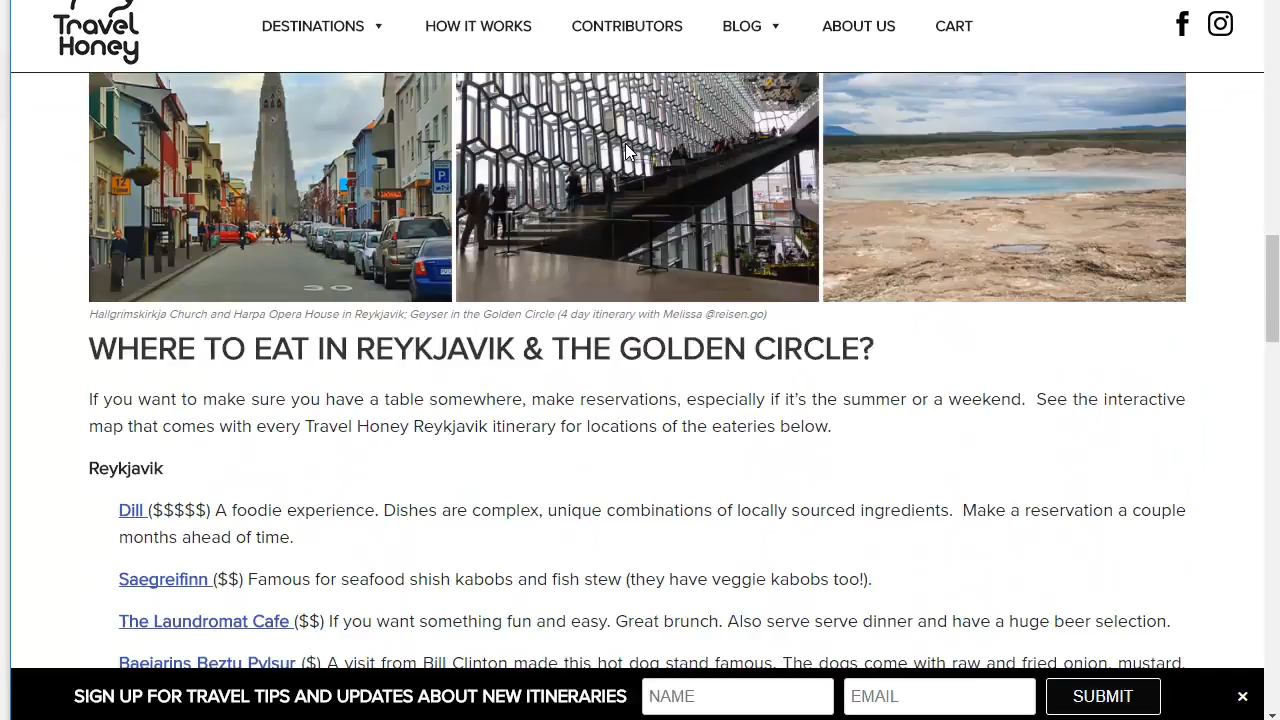 Travel
Honey
DESTINATIONS ▼ HOW IT WORKS CONTRIBUTORS BLOG ▼ ABOUT US CART
12
P
30
Hallgrimskirkja Church and Harpa Opera House in Reykjavik; Geyser in the Golden Circle (4 day itinerary with Melissa @reisen.go)
WHERE TO EAT IN REYKJAVIK & THE GOLDEN CIRCLE?
If you want to make sure you have a table somewhere, make reservations, especially if it's the summer or a weekend. See the interactive
map that comes with every Travel Honey Reykjavik itinerary for locations of the eateries below.
Reykjavik
Dill ($$$$$) A foodie experience. Dishes are complex, unique combinations of locally sourced ingredients. Make a reservation a couple
months ahead of time.
Saegreifinn ($$) Famous for seafood shish kabobs and fish stew (they have veggie kabobs too!).
The Laundromat Cafe ($$) If you want something fun and easy. Great brunch. Also serve serve dinner and have a huge beer selection.
Baejarins Beztu Pylsur ($) A visit from Bill Clinton made this hot dog stand famous. The dogs come with raw and fried onion, mustard,
SIGN UP FOR TRAVEL TIPS AND UPDATES ABOUT NEW ITINERARIES NAME EMAIL SUBMIT ×